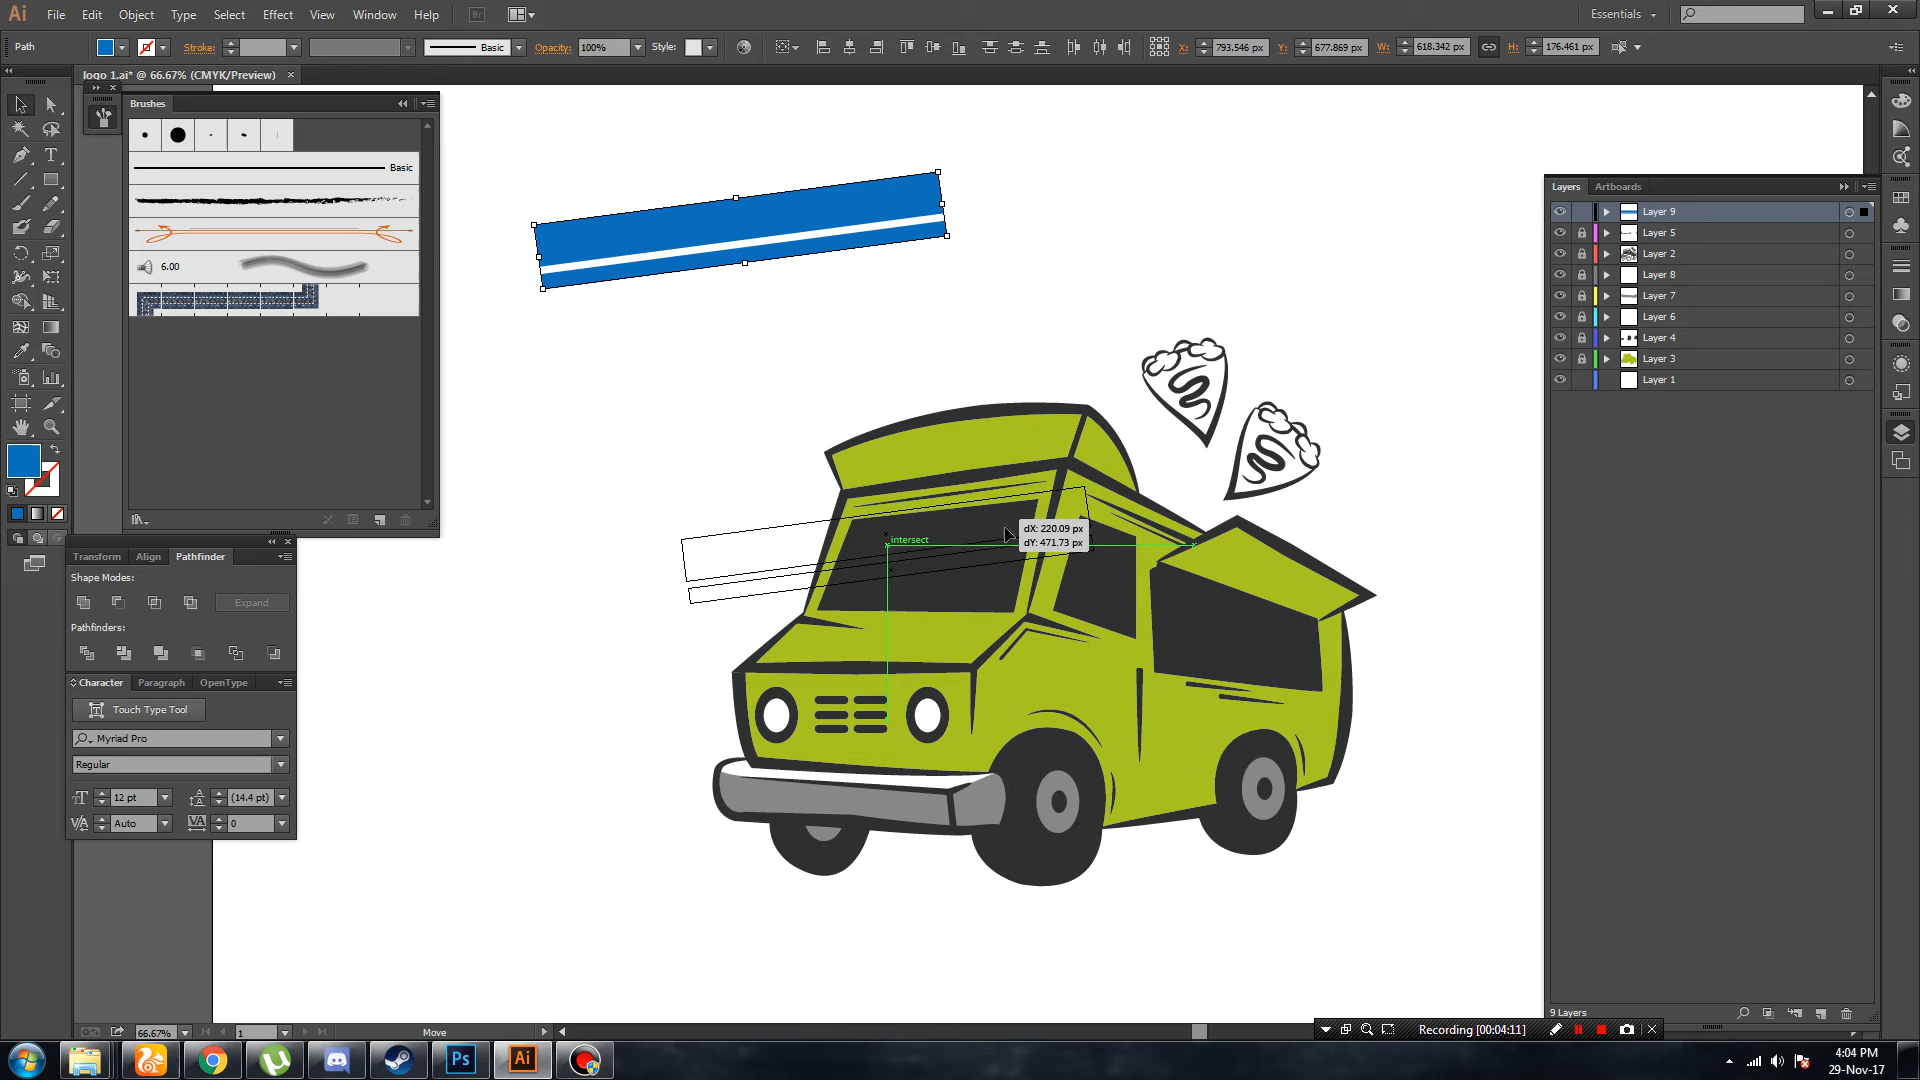 Ai File Edit Object Type Select Effect View Window Help Br Essentials
Path Stroke: Basic Opacity: 100% Style: X: 793.546 px Y: 677.869 px W: 618.342 px H: 176.461 px
logo 1.ai* @ 66.67% (CMYK/Preview)
Brushes
Basic
6.00
Transform Align Pathfinder
Shape Modes:
Expand
Pathfinders:
Character Paragraph OpenType
Touch Type Tool
Myriad Pro
Regular
12 pt (14.4 pt)
Auto 0
dX: 220.09 px
dY: 471.73 px
intersect
Layers Artboards
Layer 9
Layer 5
Layer 2
Layer 8
Layer 7
Layer 6
Layer 4
Layer 3
Layer 1
9 Layers
66.67% 1 Move
Recording [00:04:11]
Ps Ai
4:04 PM
29-Nov-17